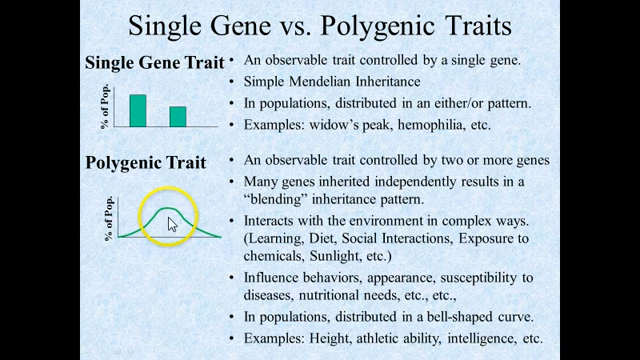 Single Gene vs. Polygenic Traits
Single Gene Trait
% of Pop.
• An observable trait controlled by a single gene.
• Simple Mendelian Inheritance
• In populations, distributed in an either/or pattern.
• Examples: widow's peak, hemophilia, etc.
Polygenic Trait
% of Pop.
• An observable trait controlled by two or more genes
• Many genes inherited independently results in a
"blending" inheritance pattern.
• Interacts with the environment in complex ways.
(Learning, Diet, Social Interactions, Exposure to
chemicals, Sunlight, etc.)
• Influence behaviors, appearance, susceptibility to
diseases, nutritional needs, etc., etc.,
• In populations, distributed in a bell-shaped curve.
• Examples: Height, athletic ability, intelligence, etc.